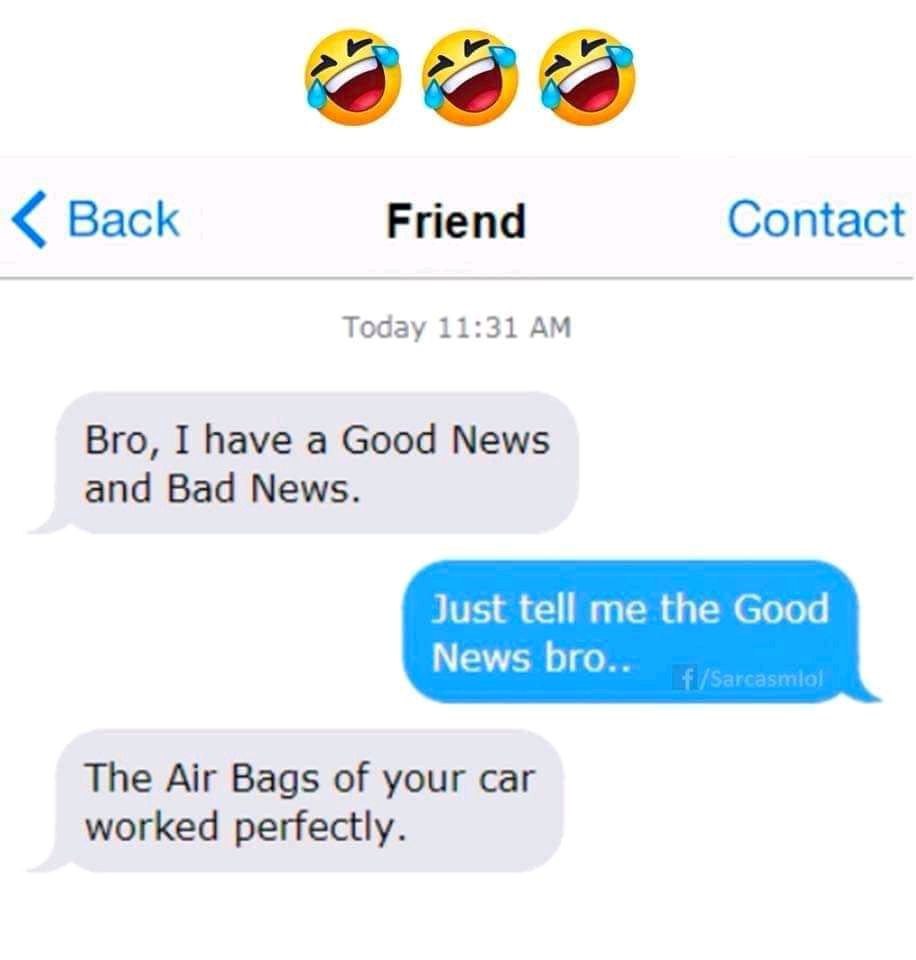 Back Friend Contact
Today 11:31 AM
Bro, I have a Good News
and Bad News.
Just tell me the Good
News bro..
f/Sarcasmlol
The Air Bags of your car
worked perfectly.